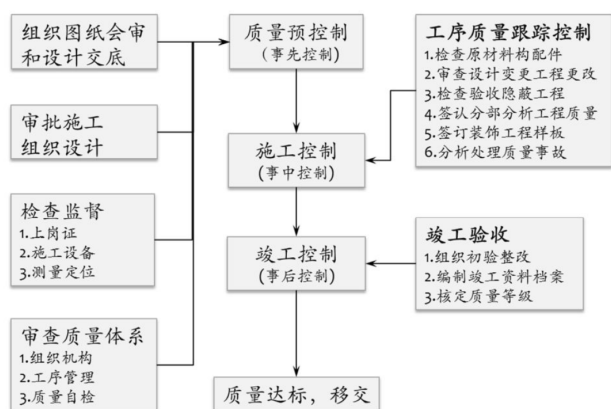 组织图纸会审
和设计交底
审批施工
组织设计
检查监督
1.上岗证
2.施工设备
3.测量定位
审查质量体系
1.组织机构
2.工序管理
3.质量自检
质量预控制
(事先控制)
施工控制
(事中控制)
竣工控制
(事后控制)
质量达标，移交
工序质量跟踪控制
1.检查原材料构配件
2.审查设计变更工程更改
3.检查验收隐蔽工程
4.签认分部分析工程质量
5.签订装饰工程样板
6.分析处理质量事故
竣工验收
1.组织初验整改
2.编制竣工资料档案
3.核定质量等级